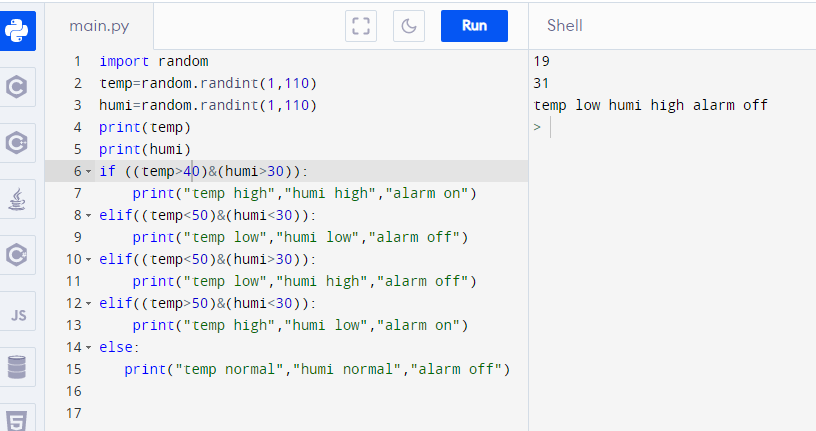 main.py
Run
Shell
1 import random
2 temp=random.randint(1,110)
3 humi=random.randint(1,110)
4 print(temp)
5 print(humi)
6 if ((temp>40)&(humi>30)):
7     print("temp high","humi high","alarm on")
8 elif((temp<50)&(humi<30)):
9     print("temp low","humi low","alarm off")
10 elif((temp<50)&(humi>30)):
11     print("temp low","humi high","alarm off")
12 elif((temp>50)&(humi<30)):
13     print("temp high","humi low","alarm on")
14 else:
15    print("temp normal","humi normal","alarm off")
16
17
19
31
temp low humi high alarm off
>
JS